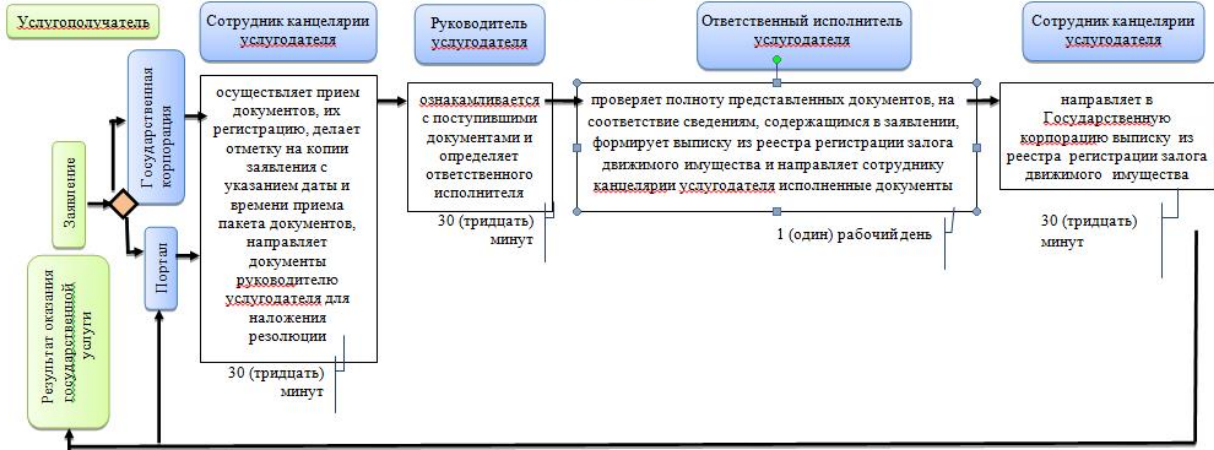 Услугополучатель
Сотрудник канцелярии
услугодателя
Руководитель
услугодателя
Ответственный исполнитель
услугодателя
Сотрудник канцелярии
услугодателя
Заявление
Государственная
корпорация
Портал
Результат оказания
государственной
услуги
осуществляет прием
документов, их
регистрацию, делает
отметку на копии
заявления с
указанием даты и
времени приема
пакета документов,
направляет
документы
руководителю
услугодателя для
наложения
резолюции
30 (тридцать)
минут
ознакамливается
с поступившими
документами и
определяет
ответственного
исполнителя
30 (тридцать)
минут
проверяет полноту представленных документов, на
соответствие сведениям, содержащимся в заявлении,
формирует выписку из реестра регистрации залога
движимого имущества и направляет сотруднику
канцелярии услугодателя исполненные документы
1 (один) рабочий день
направляет в
Государственную
корпорацию выписку из
реестра регистрации залога
движимого имущества
30 (тридцать)
минут